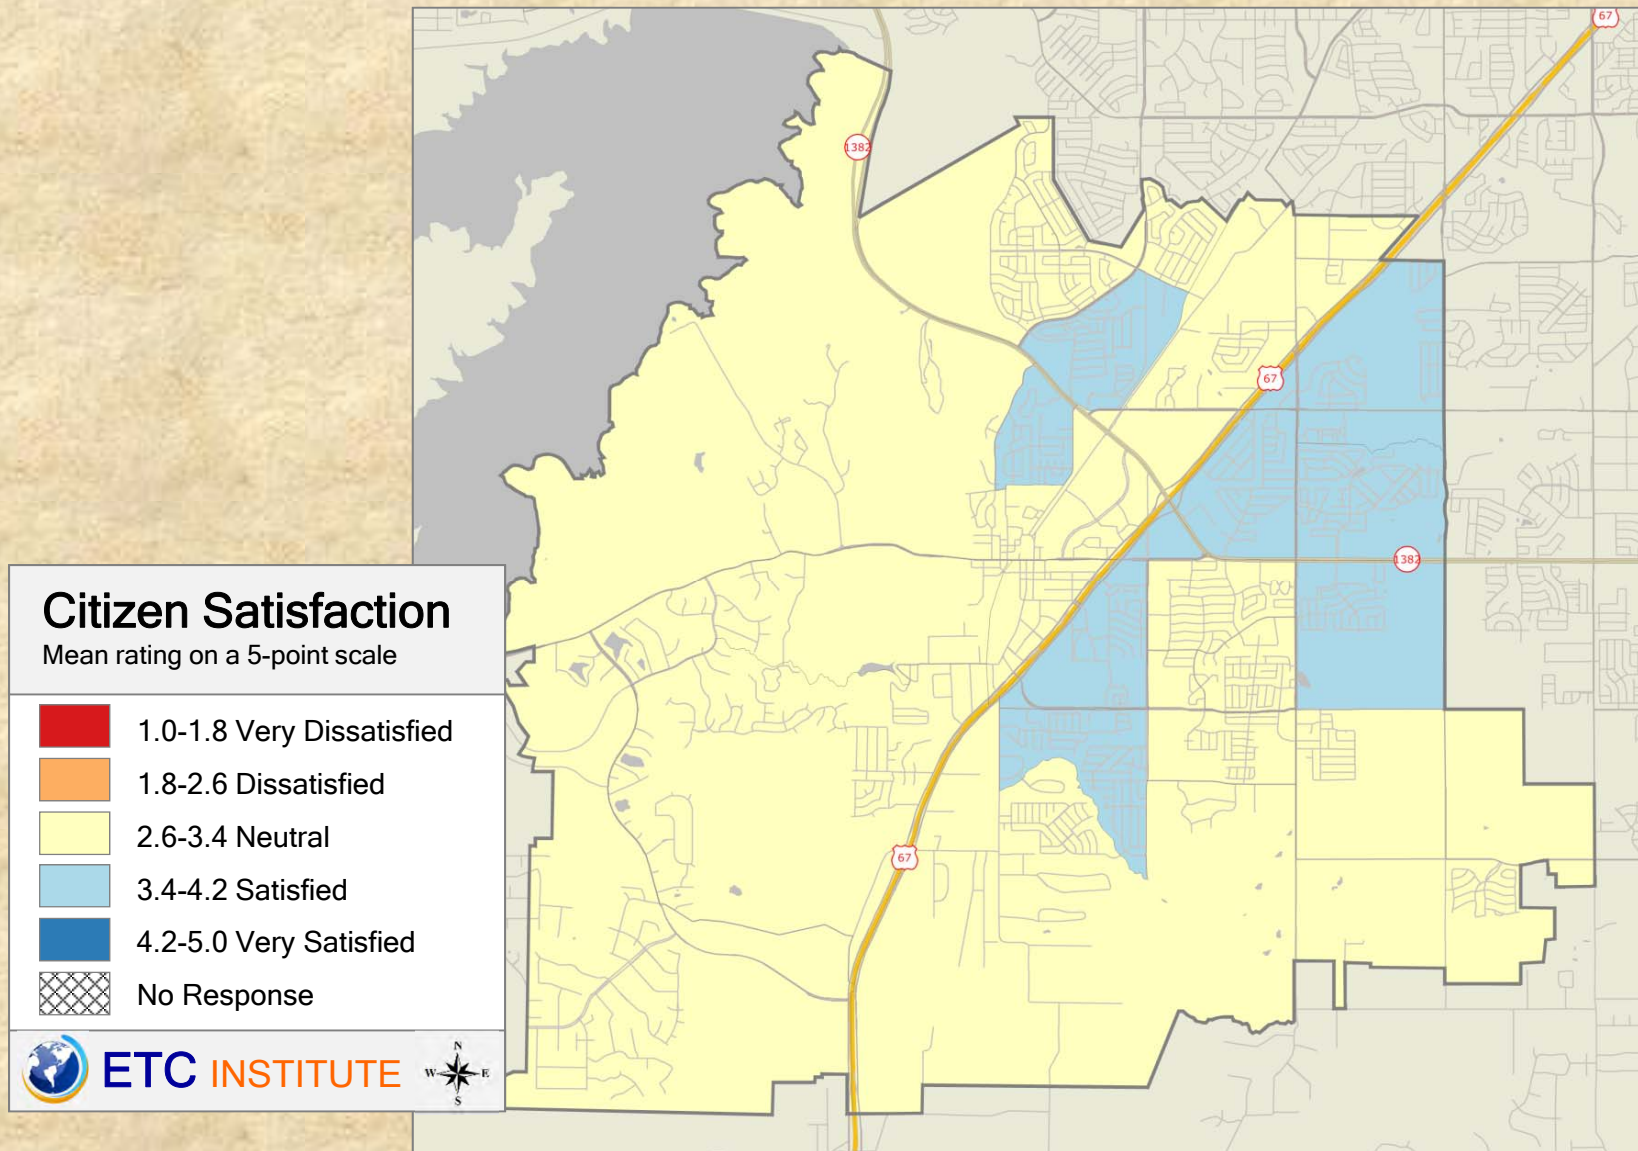 67
1382
67
1382
67
Citizen Satisfaction
Mean rating on a 5-point scale
1.0-1.8 Very Dissatisfied
1.8-2.6 Dissatisfied
2.6-3.4 Neutral
3.4-4.2 Satisfied
4.2-5.0 Very Satisfied
No Response
ETC INSTITUTE
N
W E
S